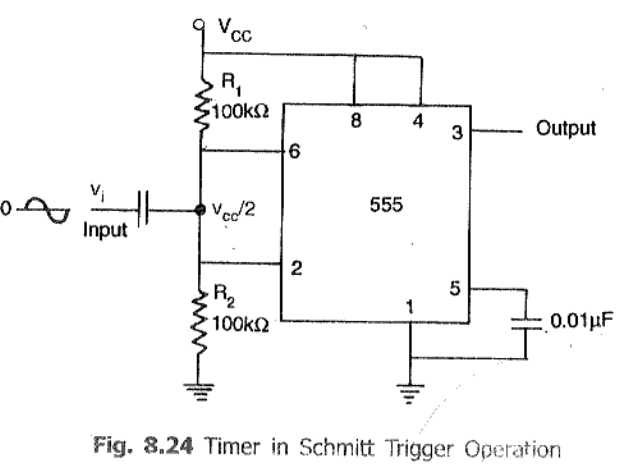 V_CC
R_1
100kΩ
8
4
3
Output
6
0
v_i
Input
v_cc/2
555
2
5
R_2
100kΩ
1
0.01μF
Fig. 8.24 Timer in Schmitt Trigger Operation